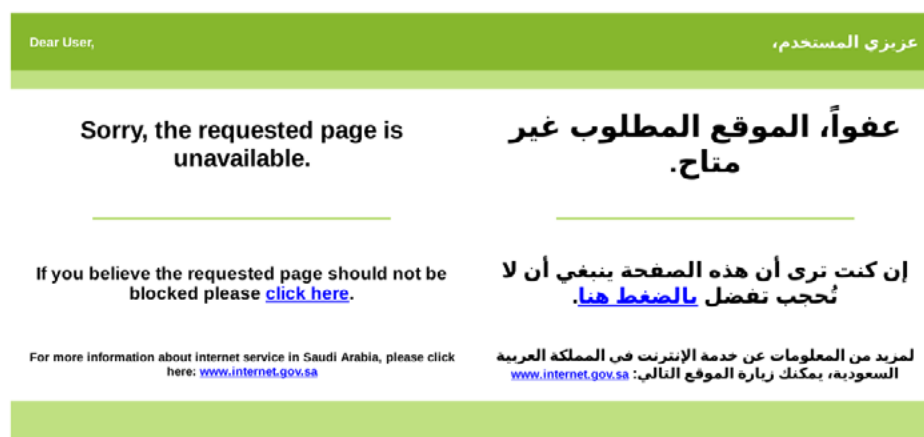 Dear User,
عزيزي المستخدم،
Sorry, the requested page is
unavailable.
عفواً، الموقع المطلوب غير
متاح.
If you believe the requested page should not be
blocked please click here.
إن كنت ترى أن هذه الصفحة ينبغي أن لا
تُحجب تفضل بالضغط هنا.
For more information about internet service in Saudi Arabia, please click
here: www.internet.gov.sa
لمزيد من المعلومات عن خدمة الإنترنت في المملكة العربية
السعودية، يمكنك زيارة الموقع التالي: www.internet.gov.sa